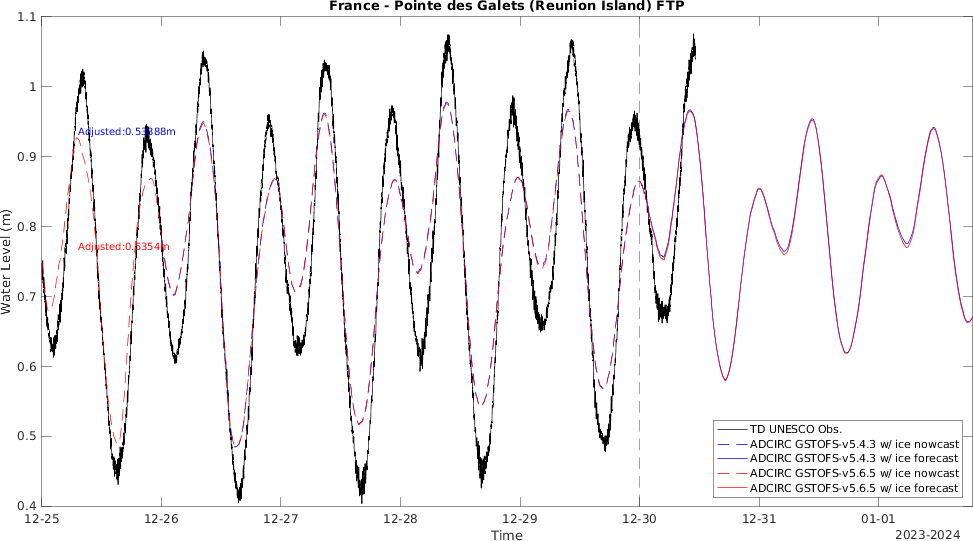 France - Pointe des Galets (Reunion Island) FTP
1.1
1
0.9
0.8
0.7
0.6
0.5
0.4
Water Level (m)
Adjusted:0.53388m
Adjusted:0.6354m
TD UNESCO Obs.
ADCIRC GSTOFS-v5.4.3 w/ ice nowcast
ADCIRC GSTOFS-v5.4.3 w/ ice forecast
ADCIRC GSTOFS-v5.6.5 w/ ice nowcast
ADCIRC GSTOFS-v5.6.5 w/ ice forecast
12-25
12-26
12-27
12-28
12-29
12-30
12-31
01-01
Time
2023-2024